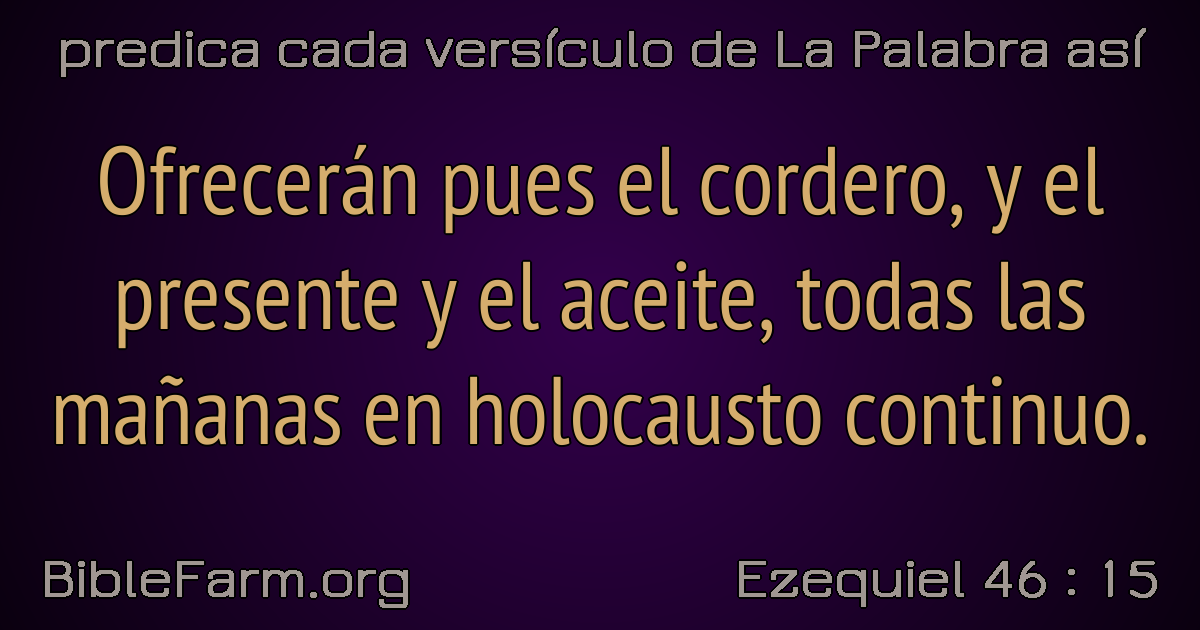 predica cada versículo de La Palabra así
Ofrecerán pues el cordero, y el
presente y el aceite, todas las
mañanas en holocausto continuo.
BibleFarm.org
Ezequiel 46 : 15